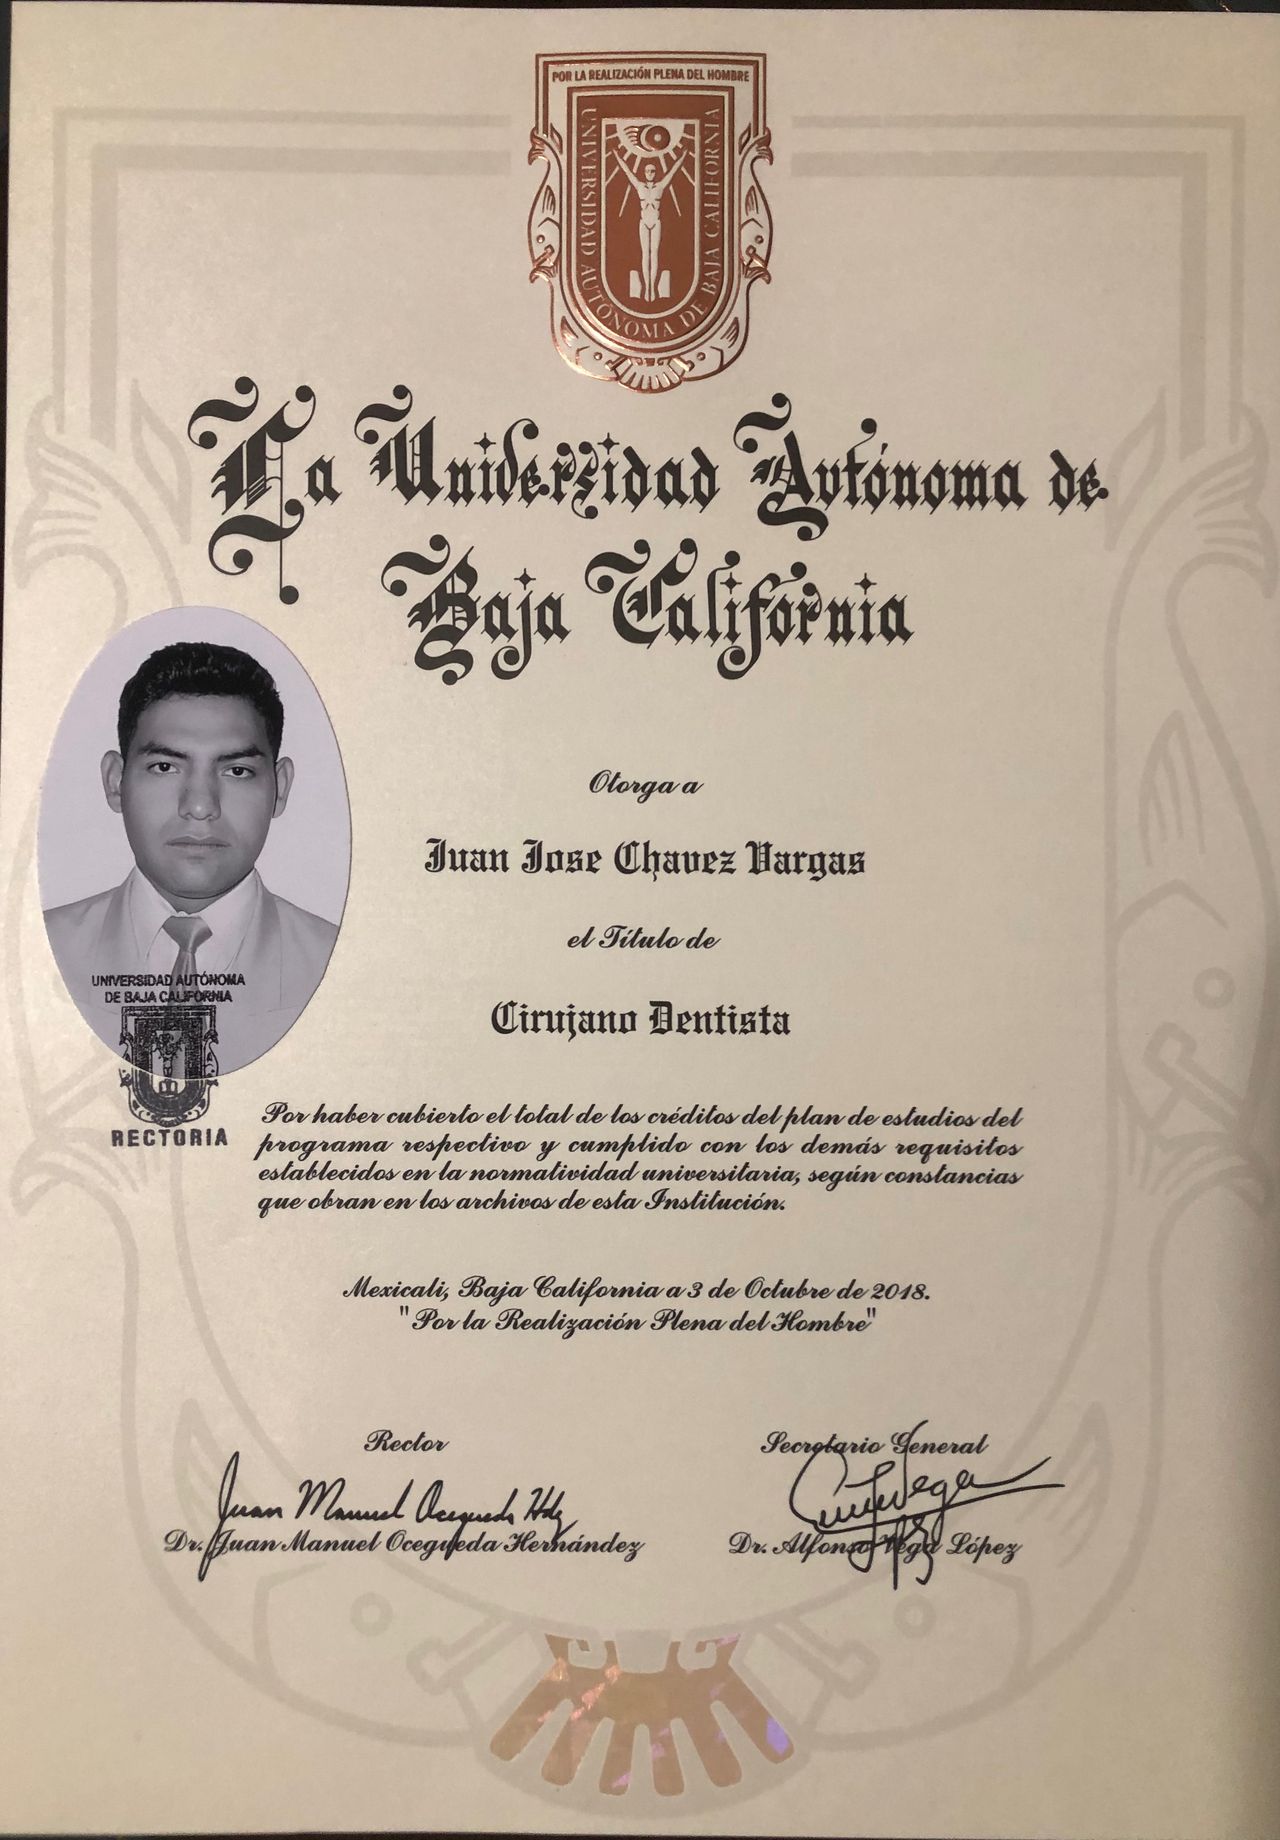 POR LA REALIZACIÓN PLENA DEL HOMBRE
UNIVERSIDAD AUTÓNOMA DE BAJA CALIFORNIA
La Universidad Autónoma de
Baja California
Otorga a
Juan Jose Chavez Vargas
el Título de
Cirujano Dentista
UNIVERSIDAD AUTÓNOMA
DE BAJA CALIFORNIA
RECTORIA
Por haber cubierto el total de los créditos del plan de estudios del
programa respectivo y cumplido con los demás requisitos
establecidos en la normatividad universitaria, según constancias
que obran en los archivos de esta Institución.
Mexicali, Baja California a 3 de Octubre de 2018.
"Por la Realización Plena del Hombre"
Rector
Juan Manuel Ocegueda Hdz
Dr. Juan Manuel Ocegueda Hernández
Secretario General
Dr. Alfonso Vega López